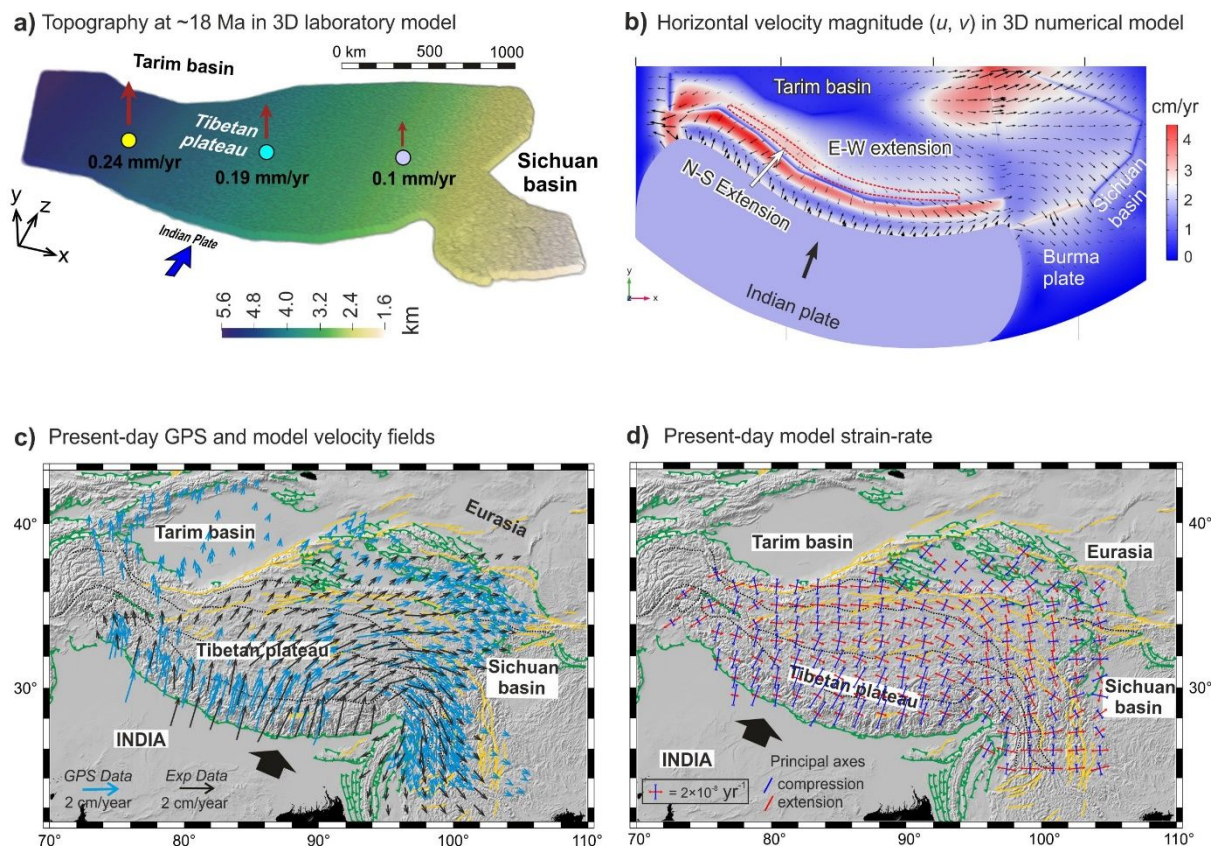 a) Topography at ~18 Ma in 3D laboratory model
0 km 500 1000
Tarim basin
Tibetan
plateau
0.24 mm/yr
0.19 mm/yr
0.1 mm/yr
Sichuan
basin
y
z
x
Indian Plate
5.6 4.8 4.0 3.2 2.4 1.6
km
b) Horizontal velocity magnitude (u, v) in 3D numerical model
Tarim basin
cm/yr
4
3
2
1
0
E-W extension
N-S Extension
Sichuan
basin
Burma
plate
Indian plate
y
x
c) Present-day GPS and model velocity fields
40°
30°
Tarim basin
Eurasia
Tibetan plateau
Sichuan
basin
INDIA
GPS Data
2 cm/year
Exp Data
2 cm/year
70° 80° 90° 100° 110°
d) Present-day model strain-rate
40°
30°
Tarim basin
Eurasia
Tibetan plateau
Sichuan
basin
INDIA
Principal axes
compression
extension
= 2×10⁻⁸ yr⁻¹
70° 80° 90° 100° 110°